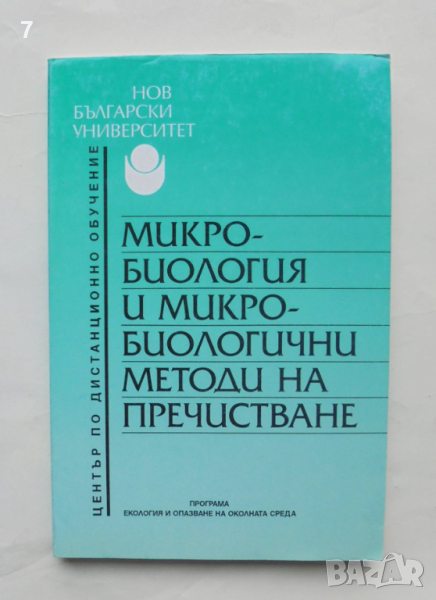 7
НОВ
БЪЛГАРСКИ
УНИВЕРСИТЕТ
ЦЕНТЪР ПО ДИСТАНЦИОННО ОБУЧЕНИЕ
МИКРО-
БИОЛОГИЯ
И МИКРО-
БИОЛОГИЧНИ
МЕТОДИ НА
ПРЕЧИСТВАНЕ
ПРОГРАМА
ЕКОЛОГИЯ И ОПАЗВАНЕ НА ОКОЛНАТА СРЕДА
BAZAR